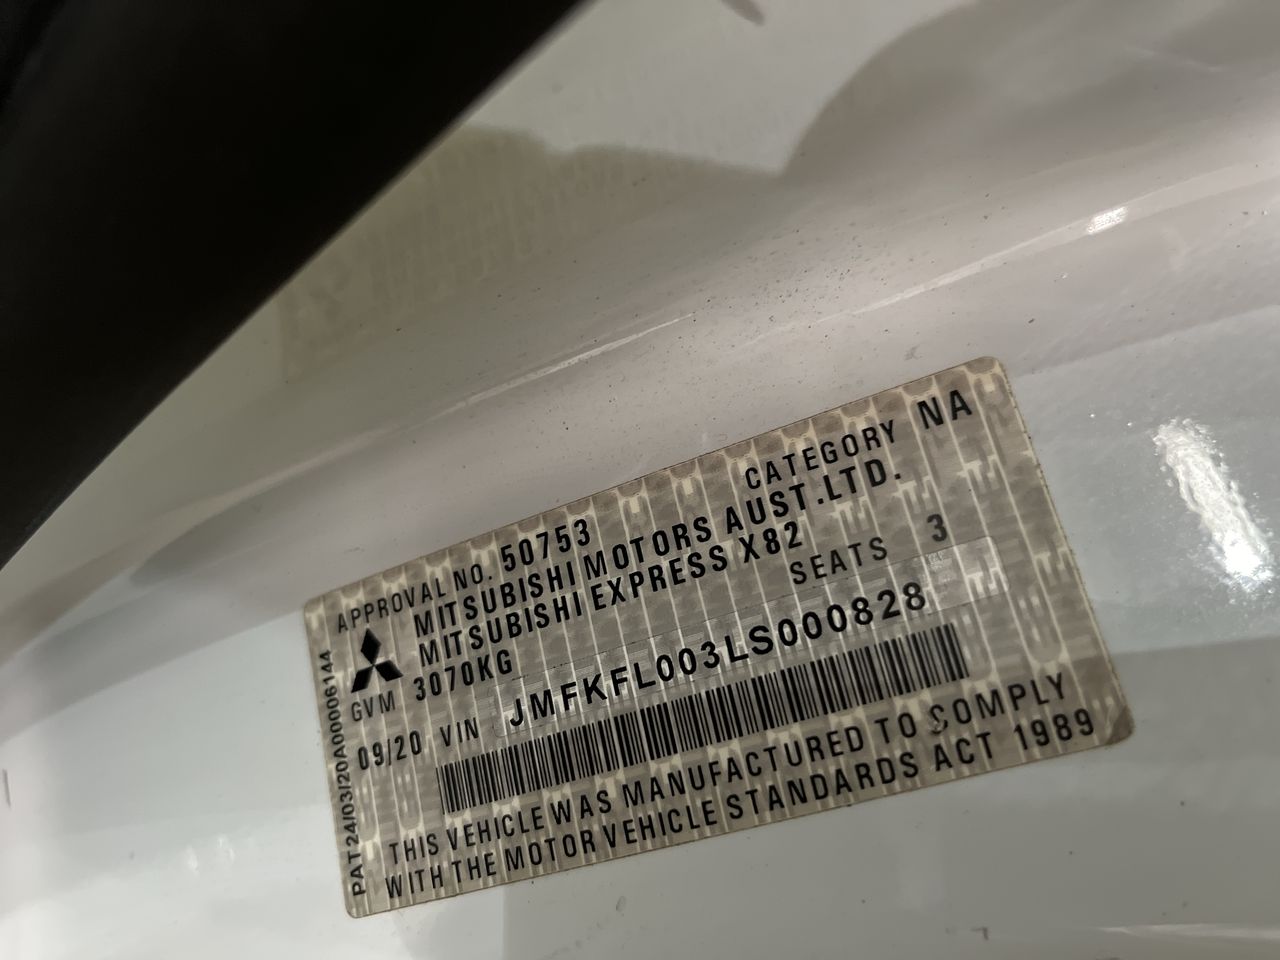 APPROVAL NO. 50753 CATEGORY NA
MITSUBISHI MOTORS AUST.LTD.
MITSUBISHI EXPRESS X82
GVM 3070KG SEATS 3
09/20 VIN JMFKFL003LS000828
THIS VEHICLE WAS MANUFACTURED TO COMPLY
WITH THE MOTOR VEHICLE STANDARDS ACT 1989
PAT24/03/20A00006144